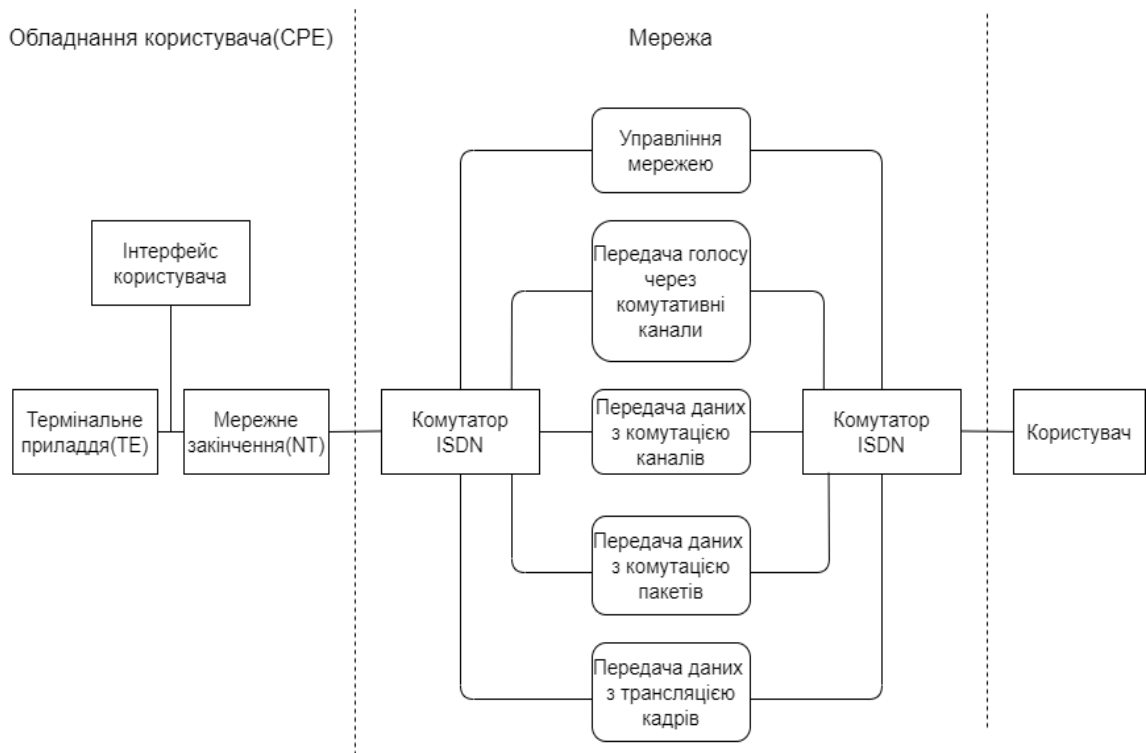 Обладнання користувача(CPE)
Мережа
Управління
мережею
Інтерфейс
користувача
Передача голосу
через
комутативні
канали
Термінальне
приладдя(TE)
Мережне
закінчення(NT)
Комутатор
ISDN
Передача даних
з комутацією
каналів
Комутатор
ISDN
Користувач
Передача даних
з комутацією
пакетів
Передача даних
з трансляцією
кадрів